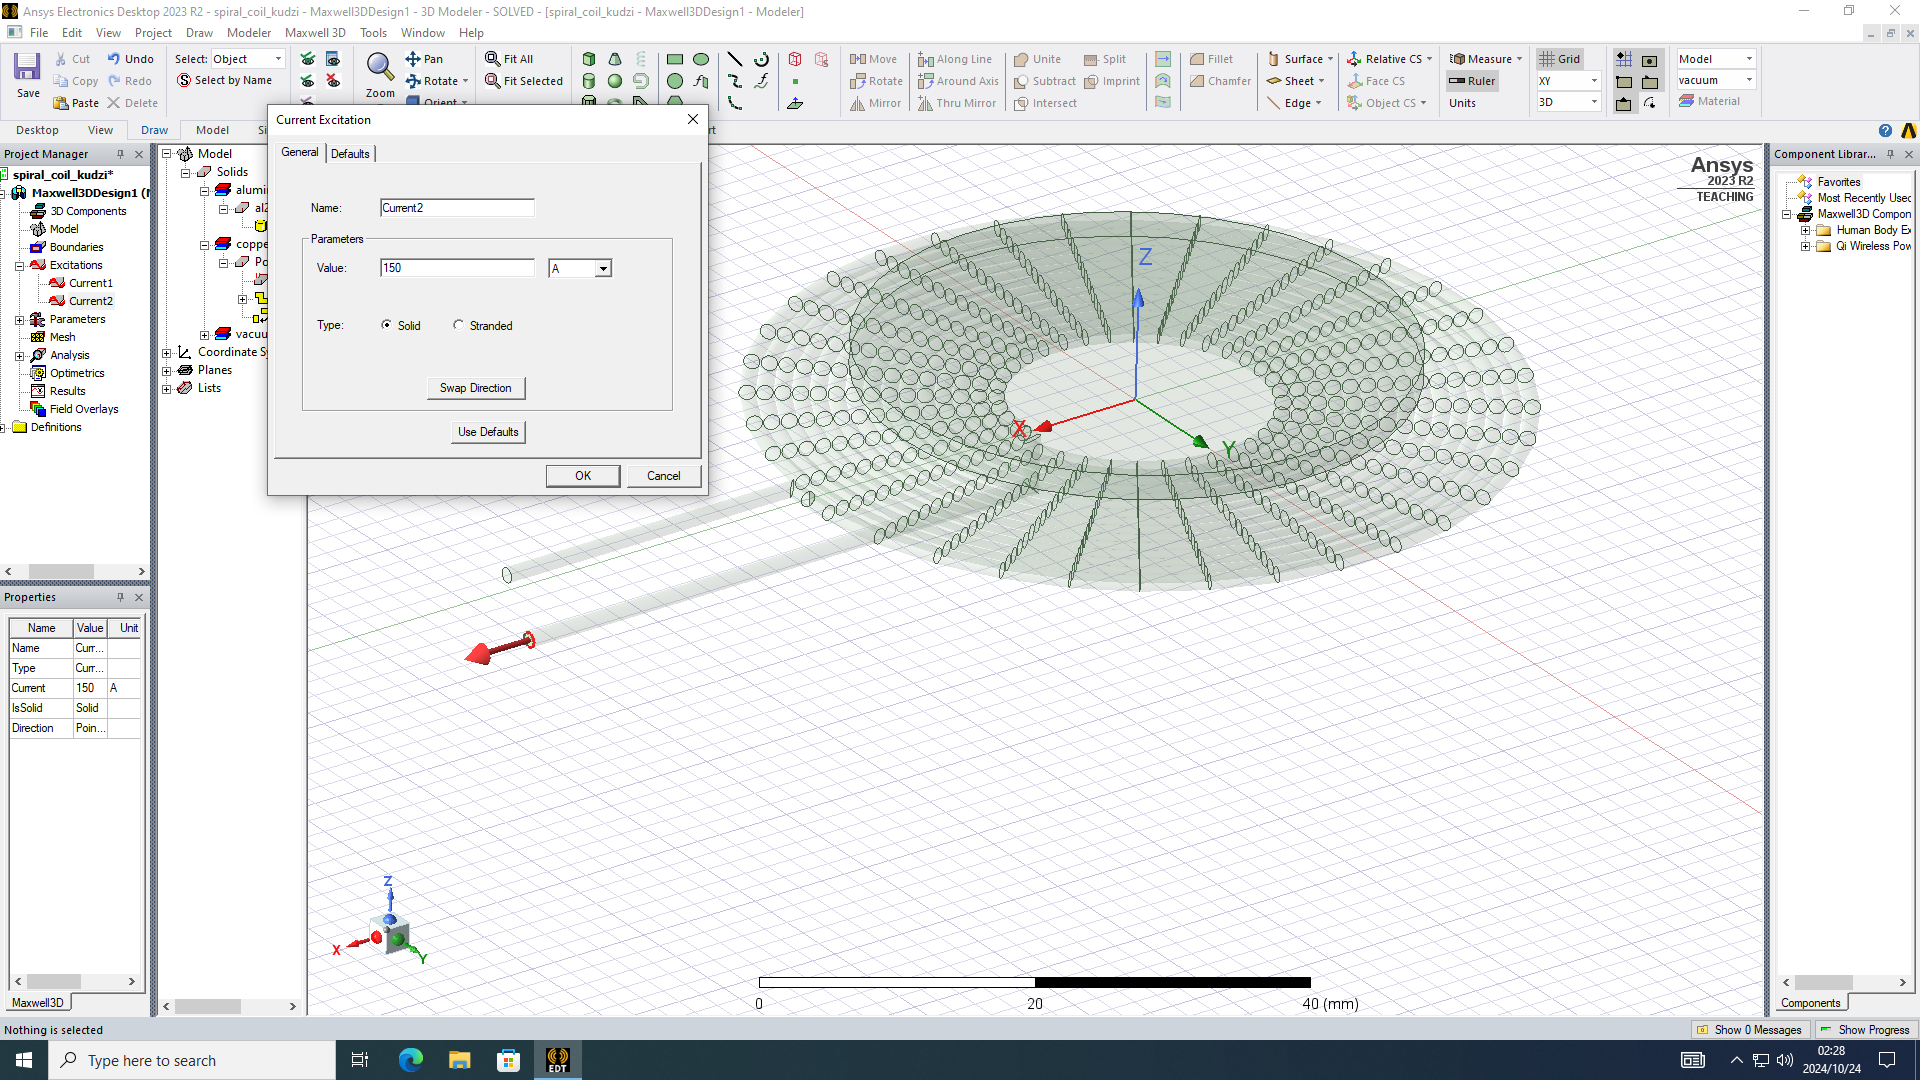 Ansys Electronics Desktop 2023 R2 - spiral_coil_kudzi - Maxwell3DDesign1 - 3D Modeler - SOLVED - [spiral_coil_kudzi - Maxwell3DDesign1 - Modeler]
File Edit View Project Draw Modeler Maxwell 3D Tools Window Help
Save
Cut
Copy
Paste
Undo
Redo
Delete
Select: Object
Select by Name
Zoom
Pan
Rotate
Orient
Fit All
Fit Selected
Move
Rotate
Mirror
Along Line
Around Axis
Thru Mirror
Unite
Subtract
Intersect
Split
Imprint
Fillet
Chamfer
Surface
Sheet
Edge
Relative CS
Face CS
Object CS
Measure
Ruler
Units
Grid
XY
3D
Model
vacuum
Material
Desktop View Draw Model
Project Manager
spiral_coil_kudzi*
Maxwell3DDesign1
3D Components
Model
Boundaries
Excitations
Current1
Current2
Parameters
Mesh
Analysis
Optimetrics
Results
Field Overlays
Definitions
Model
Solids
Planes
Lists
Current Excitation
General Defaults
Name: Current2
Parameters
Value: 150 A
Type: Solid Stranded
Swap Direction
Use Defaults
OK Cancel
Ansys
2023 R2
TEACHING
Z
X
Y
Z
X
Y
0 20 40 (mm)
Component Librar...
Favorites
Most Recently Used
Maxwell3D Compon
Human Body Ex
Qi Wireless Pow
Components
Properties
Name Value Unit
Name Curr...
Type Curr...
Current 150 A
IsSolid Solid
Direction Poin...
Maxwell3D
Nothing is selected
Show 0 Messages
Show Progress
Type here to search
EDT
02:28
2024/10/24